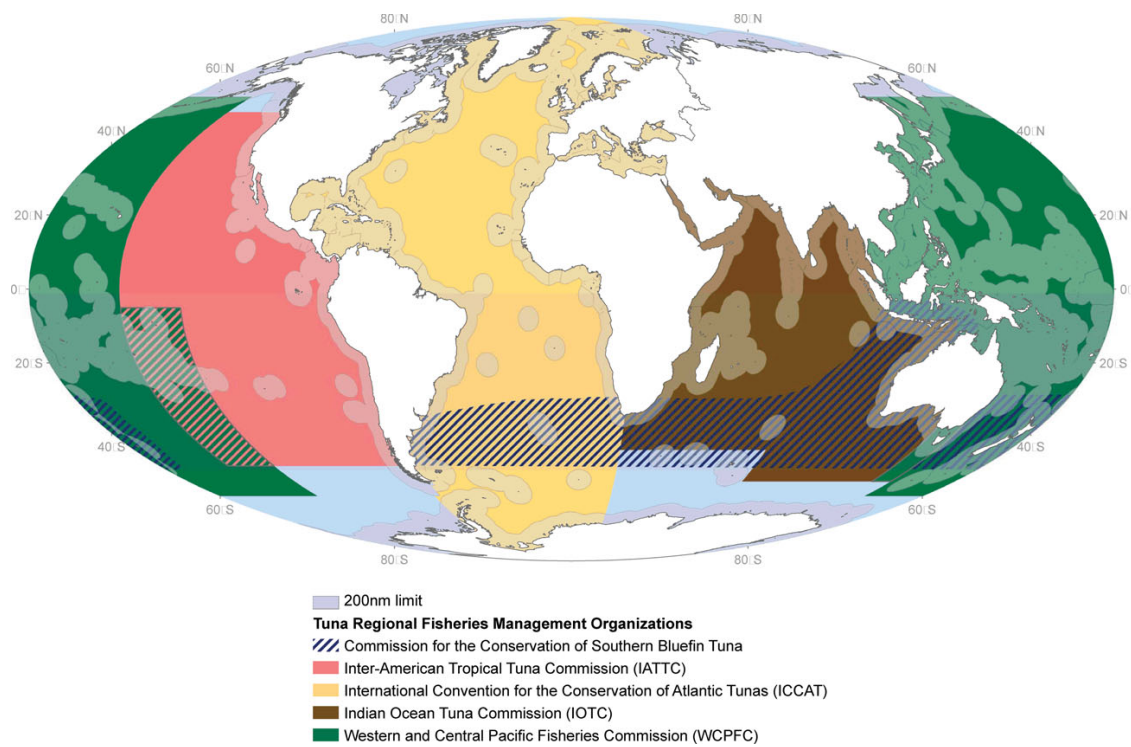 80□N 80□N
60□N 60□N
40□N 40□N
20□N 20□N
0□ 0□N
20□S 20□S
40□S 40□S
60□S 60□S
80□S 80□S
200nm limit
Tuna Regional Fisheries Management Organizations
Commission for the Conservation of Southern Bluefin Tuna
Inter-American Tropical Tuna Commission (IATTC)
International Convention for the Conservation of Atlantic Tunas (ICCAT)
Indian Ocean Tuna Commission (IOTC)
Western and Central Pacific Fisheries Commission (WCPFC)